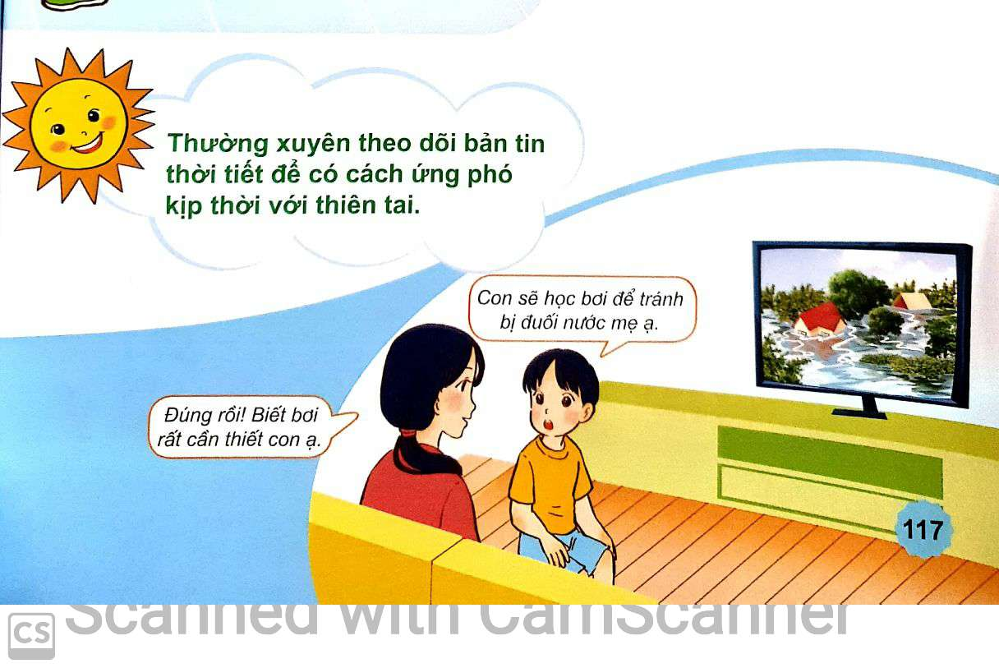 Thường xuyên theo dõi bản tin
thời tiết để có cách ứng phó
kịp thời với thiên tai.
Con sẽ học bơi để tránh
bị đuối nước mẹ ạ.
Đúng rồi! Biết bơi
rất cần thiết con ạ.
117
CS Scanned with CamScanner